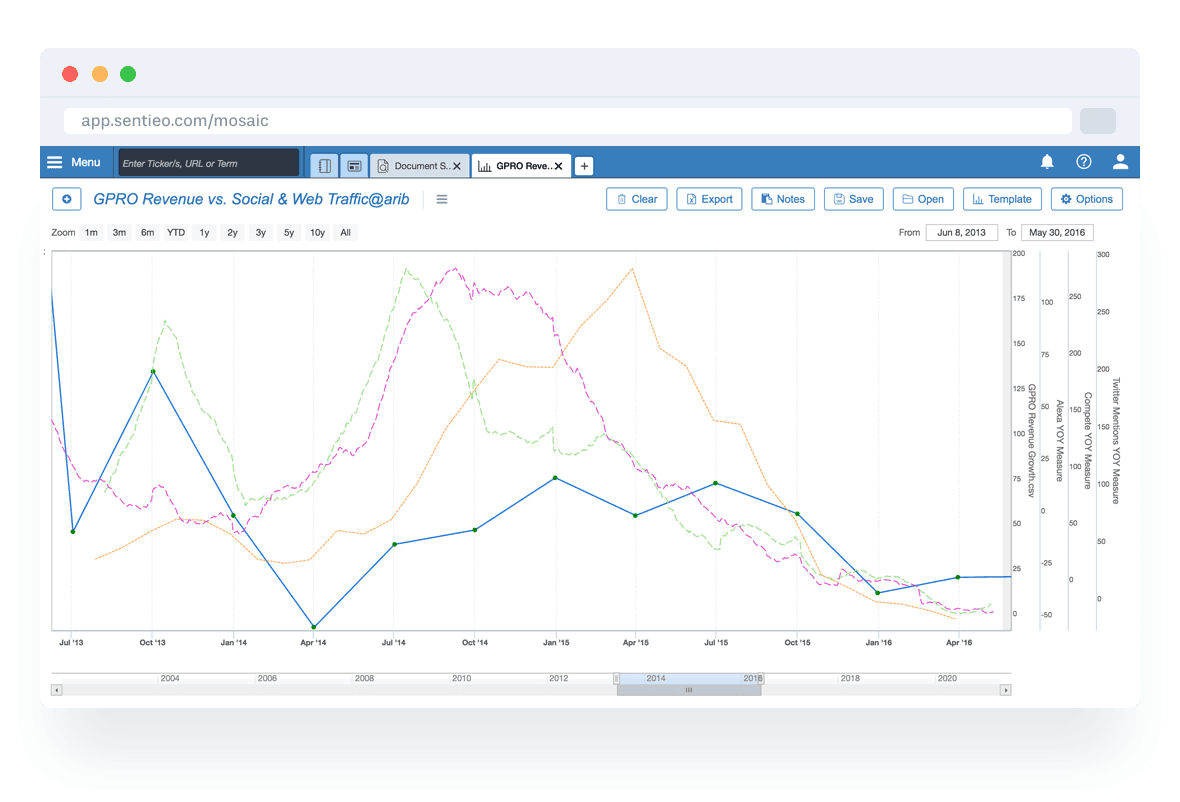 app.sentieo.com/mosaic
Menu
Enter Ticker/s, URL or Term
Document S..
GPRO Reve..
GPRO Revenue vs. Social & Web Traffic@arib
Clear
Export
Notes
Save
Open
Template
Options
Zoom 1m 3m 6m YTD 1y 2y 3y 5y 10y All
From Jun 8, 2013 To May 30, 2016
200
175
150
125
100
75
50
25
0
GPRO Revenue Growth.csv
100
75
50
25
0
-25
-50
Alexa YOY Measure
250
200
150
100
50
0
Compete YOY Measure
300
250
200
150
100
50
0
Twitter Mentions YOY Measure
Jul '13 Oct '13 Jan '14 Apr '14 Jul '14 Oct '14 Jan '15 Apr '15 Jul '15 Oct '15 Jan '16 Apr '16
2004 2006 2008 2010 2012 2014 2016 2018 2020